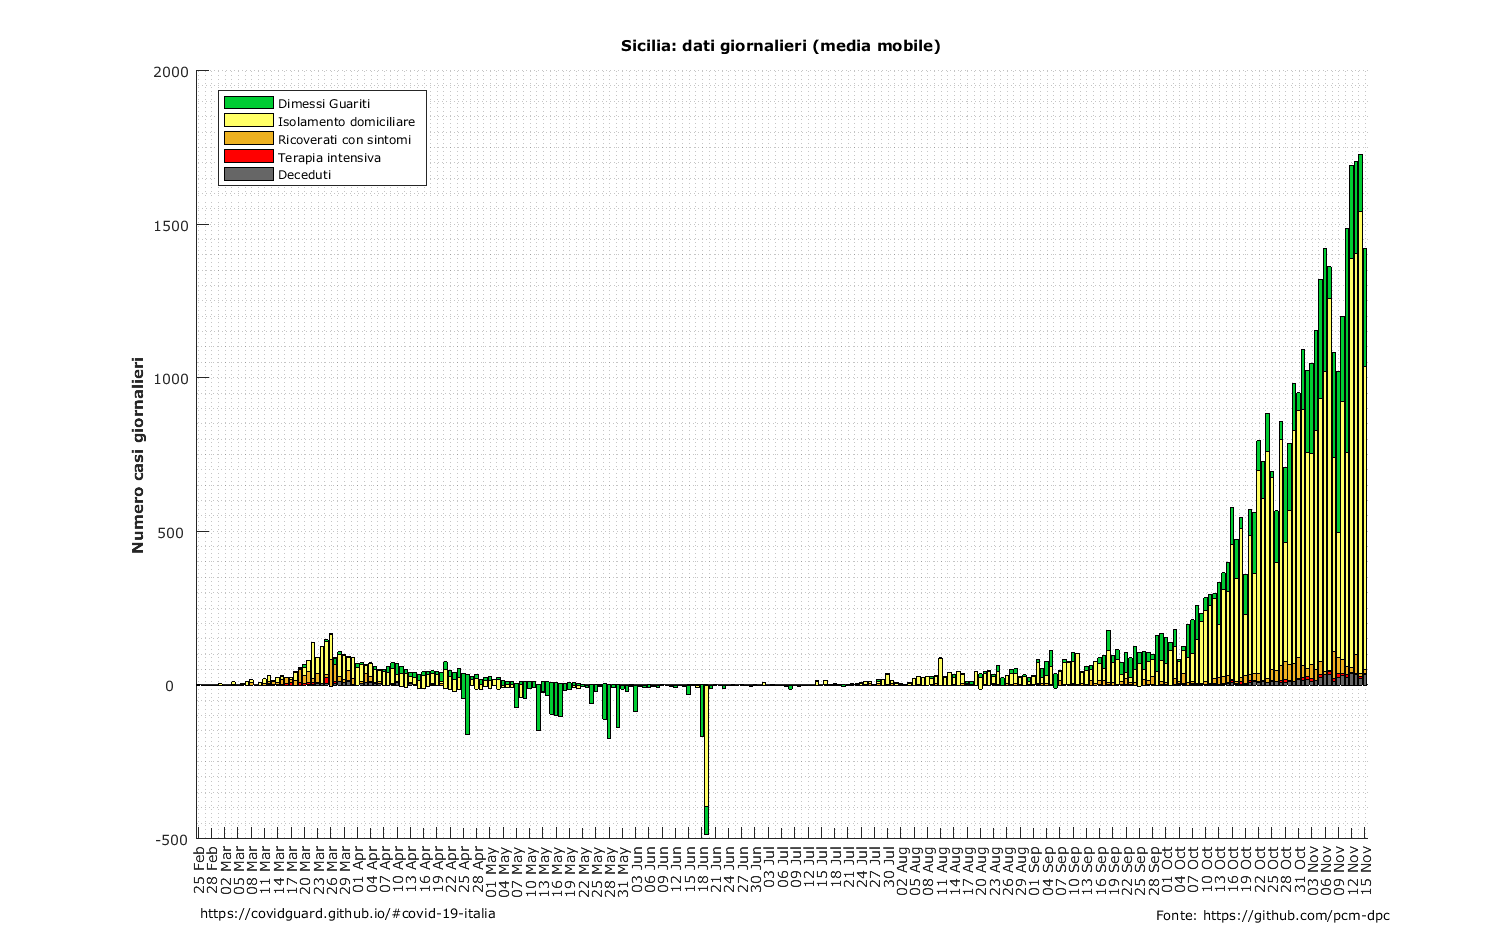 Sicilia: dati giornalieri (media mobile)
2000
1500
1000
500
0
-500
Numero casi giornalieri
Dimessi Guariti
Isolamento domiciliare
Ricoverati con sintomi
Terapia intensiva
Deceduti
25 Feb
28 Feb
02 Mar
05 Mar
08 Mar
11 Mar
14 Mar
17 Mar
20 Mar
23 Mar
26 Mar
29 Mar
01 Apr
04 Apr
07 Apr
10 Apr
13 Apr
16 Apr
19 Apr
22 Apr
25 Apr
28 Apr
01 May
04 May
07 May
10 May
13 May
16 May
19 May
22 May
25 May
28 May
31 May
03 Jun
06 Jun
09 Jun
12 Jun
15 Jun
18 Jun
21 Jun
24 Jun
27 Jun
30 Jun
03 Jul
06 Jul
09 Jul
12 Jul
15 Jul
18 Jul
21 Jul
24 Jul
27 Jul
30 Jul
02 Aug
05 Aug
08 Aug
11 Aug
14 Aug
17 Aug
20 Aug
23 Aug
26 Aug
29 Aug
01 Sep
04 Sep
07 Sep
10 Sep
13 Sep
16 Sep
19 Sep
22 Sep
25 Sep
28 Sep
01 Oct
04 Oct
07 Oct
10 Oct
13 Oct
16 Oct
19 Oct
22 Oct
25 Oct
28 Oct
31 Oct
03 Nov
06 Nov
09 Nov
12 Nov
15 Nov
https://covidguard.github.io/#covid-19-italia
Fonte: https://github.com/pcm-dpc